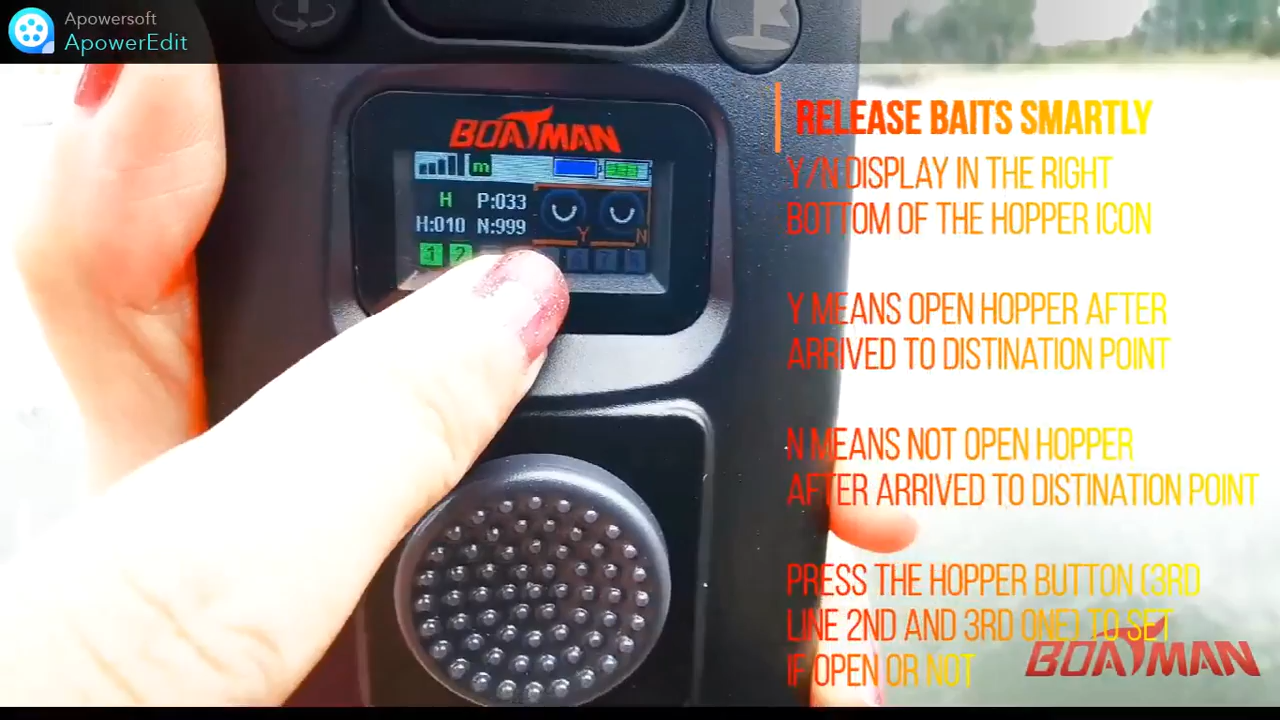 Apowersoft
ApowerEdit
BOATMAN
m
H P:033
H:010 N:999
Y N
1 2
RELEASE BAITS SMARTLY
Y/N DISPLAY IN THE RIGHT
BOTTOM OF THE HOPPER ICON
Y MEANS OPEN HOPPER AFTER
ARRIVED TO DISTINATION POINT
N MEANS NOT OPEN HOPPER
AFTER ARRIVED TO DISTINATION POINT
PRESS THE HOPPER BUTTON (3RD
LINE 2ND AND 3RD ONE) TO SET
IF OPEN OR NOT
BOATMAN